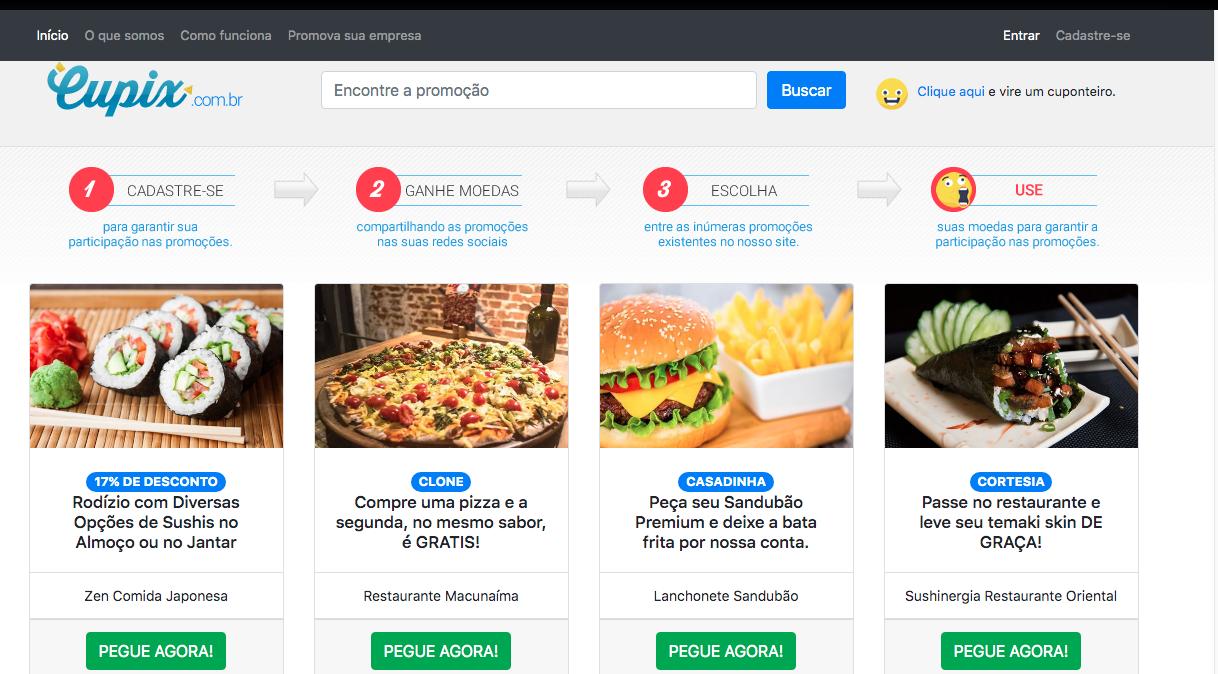 Início O que somos Como funciona Promova sua empresa Entrar Cadastre-se
Cupix.com.br
Encontre a promoção
Buscar
Clique aqui e vire um cuponteiro.
1 CADASTRE-SE
para garantir sua
participação nas promoções.
2 GANHE MOEDAS
compartilhando as promoções
nas suas redes sociais
3 ESCOLHA
entre as inúmeras promoções
existentes no nosso site.
USE
suas moedas para garantir a
participação nas promoções.
17% DE DESCONTO
Rodízio com Diversas
Opções de Sushis no
Almoço ou no Jantar
Zen Comida Japonesa
PEGUE AGORA!
CLONE
Compre uma pizza e a
segunda, no mesmo sabor,
é GRATIS!
Restaurante Macunaíma
PEGUE AGORA!
CASADINHA
Peça seu Sandubão
Premium e deixe a bata
frita por nossa conta.
Lanchonete Sandubão
PEGUE AGORA!
CORTESIA
Passe no restaurante e
leve seu temaki skin DE
GRAÇA!
Sushinergia Restaurante Oriental
PEGUE AGORA!